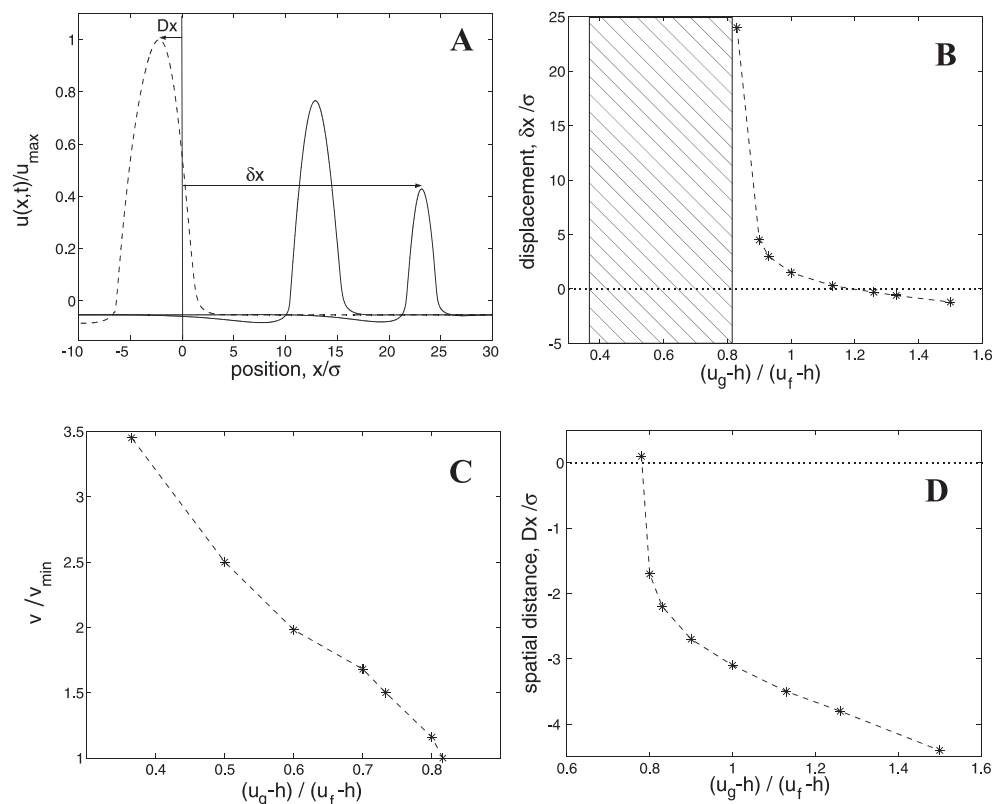 A
Dx
δx
1
0.8
0.6
0.4
0.2
0
u(x,t)/u_max
-10 -5 0 5 10 15 20 25 30
position, x/σ
B
25
20
15
10
5
0
-5
displacement, δx /σ
0.4 0.6 0.8 1 1.2 1.4 1.6
(u_g-h) / (u_f-h)
C
3.5
3
2.5
2
1.5
1
v /v_min
0.4 0.5 0.6 0.7 0.8
(u_g-h) / (u_f-h)
D
0
-1
-2
-3
-4
spatial distance, Dx /σ
0.6 0.8 1.0 1.2 1.4 1.6
(u_g-h) / (u_f-h)